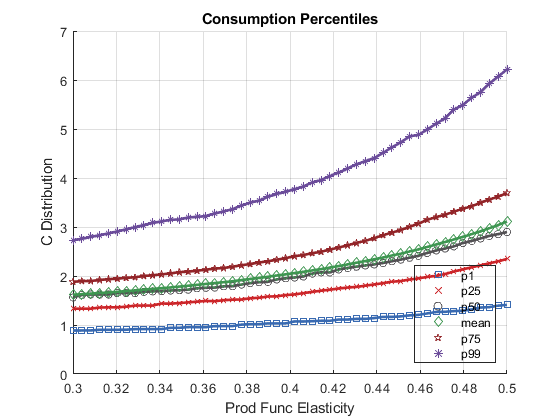 Consumption Percentiles
7
6
5
4
3
2
1
0
C Distribution
p1
p25
p50
mean
p75
p99
0.3 0.32 0.34 0.36 0.38 0.4 0.42 0.44 0.46 0.48 0.5
Prod Func Elasticity